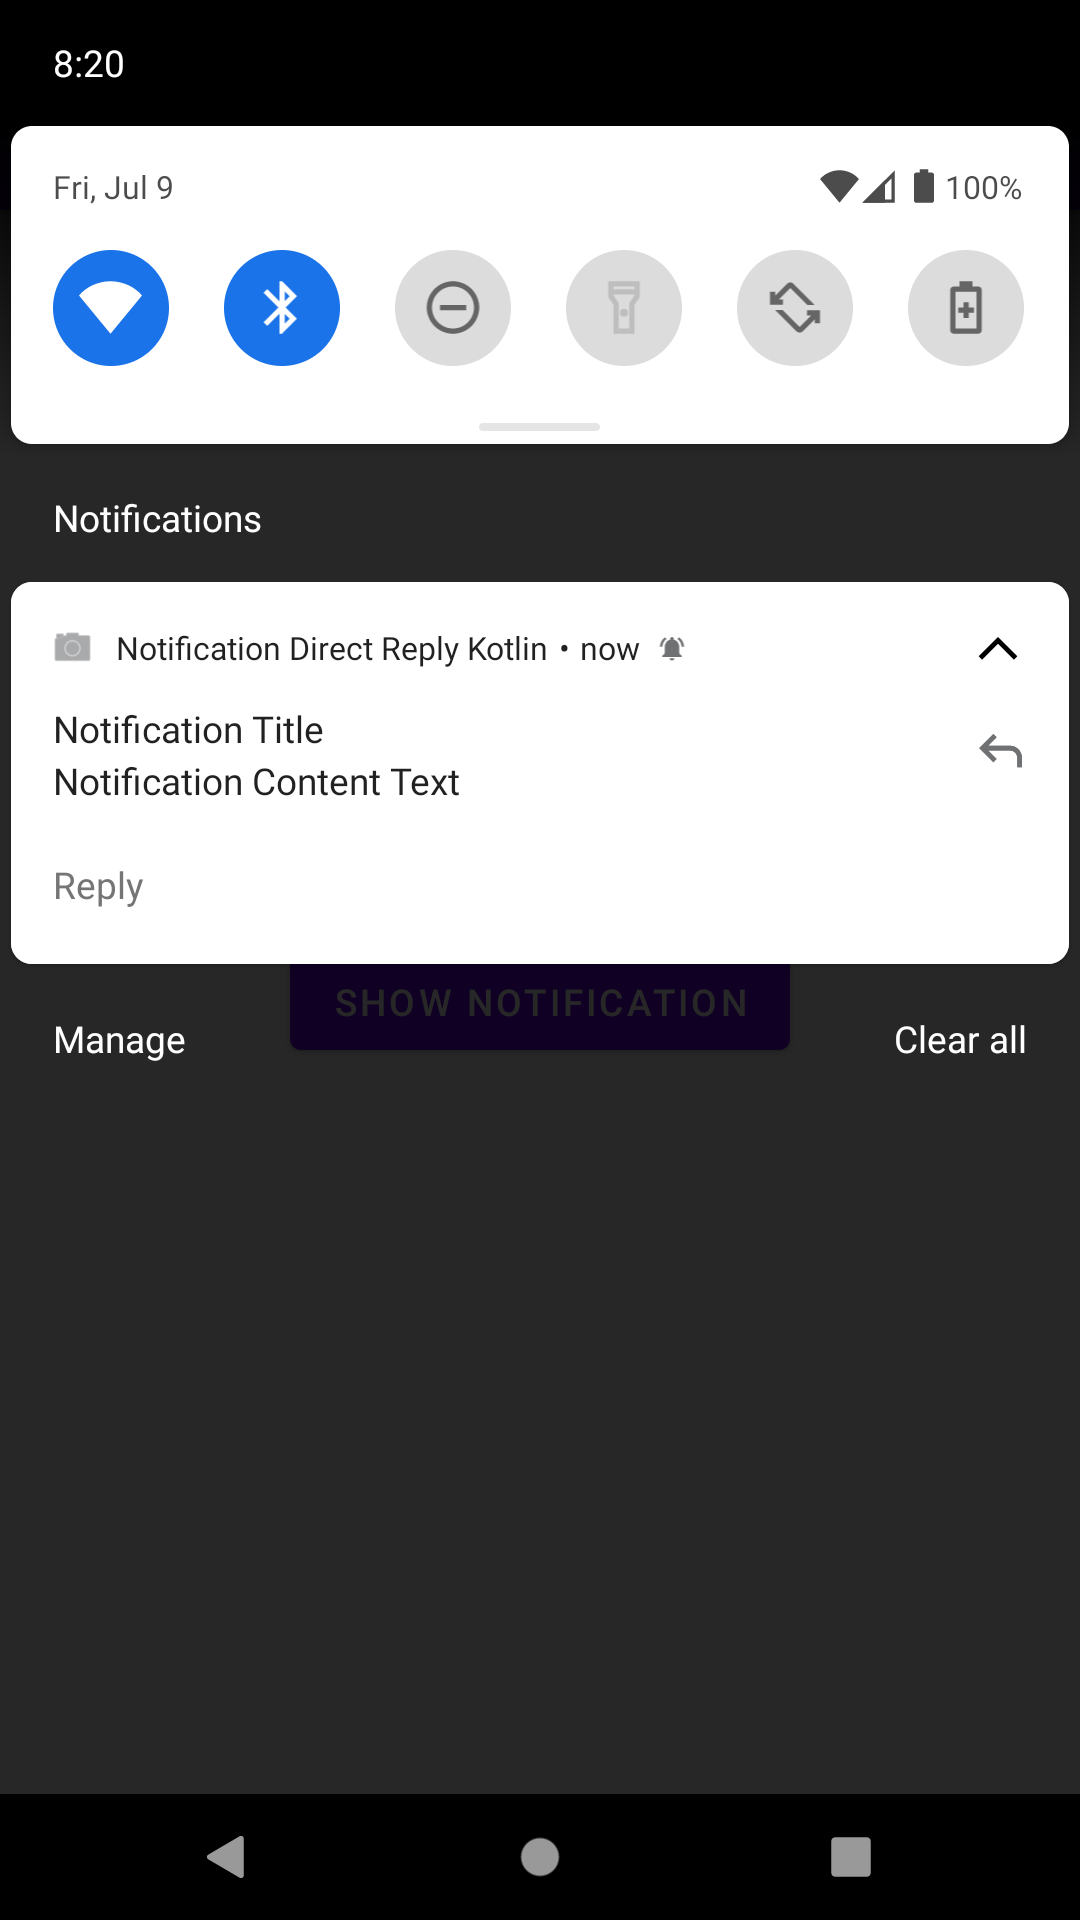 8:20
Fri, Jul 9 100%
Notifications
Notification Direct Reply Kotlin • now
Notification Title
Notification Content Text
Reply
SHOW NOTIFICATION
Manage Clear all